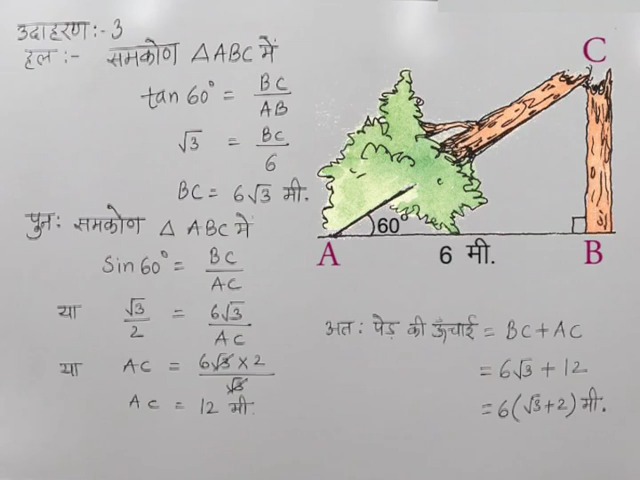 उदाहरण:- 3
हल:- समकोण △ABC में
tan 60° = BC/AB
√3 = BC/6
BC = 6√3 मी.
पुनः समकोण △ ABC में
Sin 60° = BC/AC
या √3/2 = 6√3/AC
या AC = 6√3 × 2/√3
AC = 12 मी.
C
60°
A
6 मी.
B
अतः पेड़ की ऊँचाई = BC + AC
= 6√3 + 12
= 6(√3+2) मी.